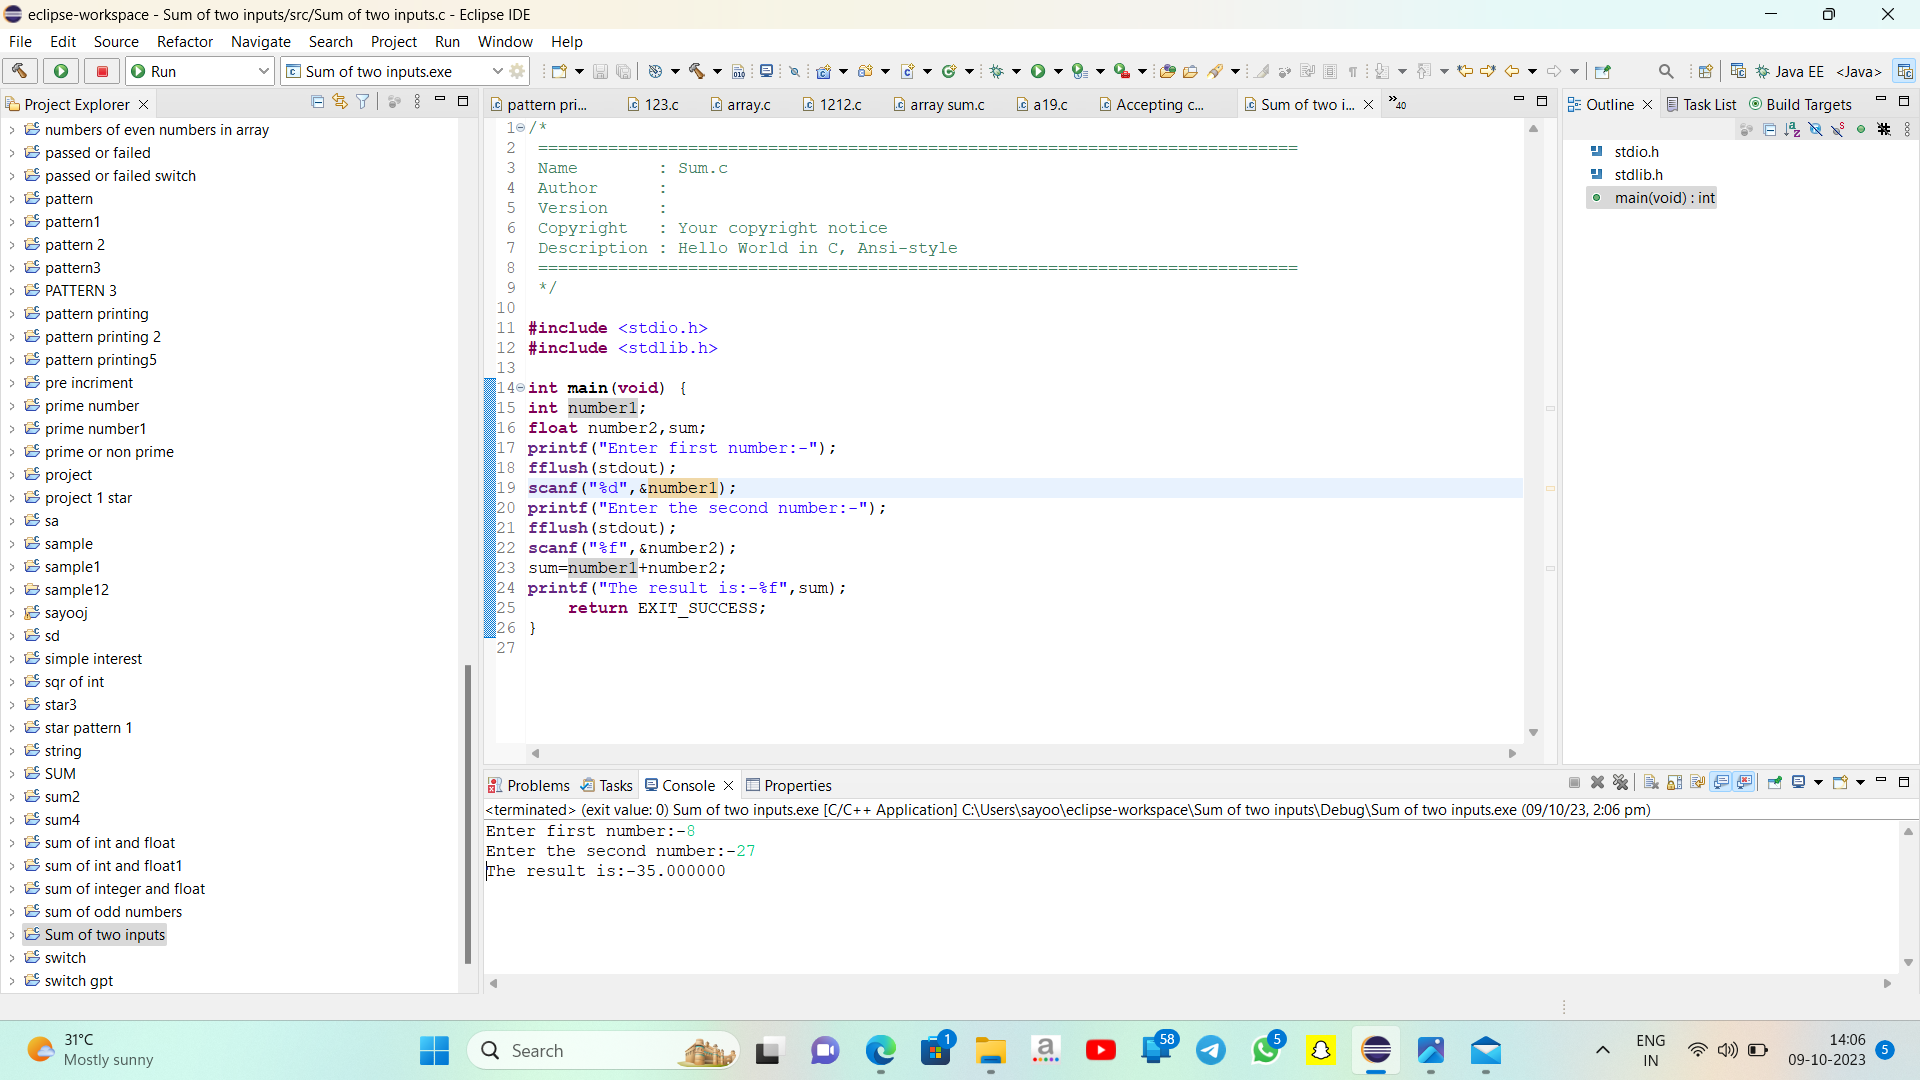 eclipse-workspace - Sum of two inputs/src/Sum of two inputs.c - Eclipse IDE
File Edit Source Refactor Navigate Search Project Run Window Help
Run Sum of two inputs.exe Java EE <Java>
Project Explorer
numbers of even numbers in array
passed or failed
passed or failed switch
pattern
pattern1
pattern 2
pattern3
PATTERN 3
pattern printing
pattern printing 2
pattern printing5
pre incriment
prime number
prime number1
prime or non prime
project
project 1 star
sa
sample
sample1
sample12
sayooj
sd
simple interest
sqr of int
star3
star pattern 1
string
SUM
sum2
sum4
sum of int and float
sum of int and float1
sum of integer and float
sum of odd numbers
Sum of two inputs
switch
switch gpt
pattern pri... 123.c array.c 1212.c array sum.c a19.c Accepting c... Sum of two i... »40
1 /*
2 ============================================================================
3 Name : Sum.c
4 Author :
5 Version :
6 Copyright : Your copyright notice
7 Description : Hello World in C, Ansi-style
8 ============================================================================
9 */
10
11 #include <stdio.h>
12 #include <stdlib.h>
13
14 int main(void) {
15 int number1;
16 float number2,sum;
17 printf("Enter first number:-");
18 fflush(stdout);
19 scanf("%d",&number1);
20 printf("Enter the second number:-");
21 fflush(stdout);
22 scanf("%f",&number2);
23 sum=number1+number2;
24 printf("The result is:-%f",sum);
25 return EXIT_SUCCESS;
26 }
27
Outline Task List Build Targets
stdio.h
stdlib.h
main(void) : int
Problems Tasks Console Properties
<terminated> (exit value: 0) Sum of two inputs.exe [C/C++ Application] C:\Users\sayoo\eclipse-workspace\Sum of two inputs\Debug\Sum of two inputs.exe (09/10/23, 2:06 pm)
Enter first number:-8
Enter the second number:-27
The result is:-35.000000
31°C
Mostly sunny
Search
1
a
58
5
ENG
IN
14:06
09-10-2023
5